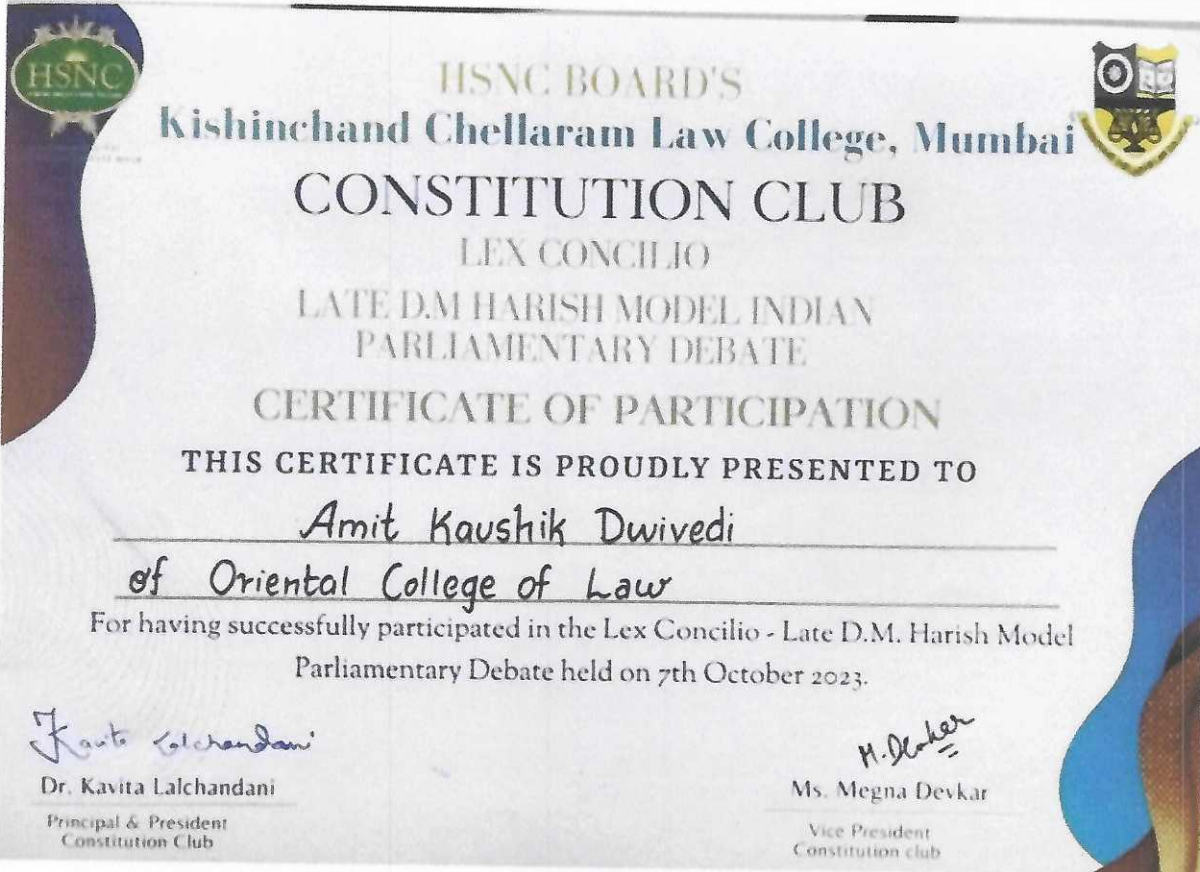 HSNC
HSNC BOARD'S
Kishinchand Chellaram Law College, Mumbai
CONSTITUTION CLUB
LEX CONCILIO
LATE D.M HARISH MODEL INDIAN
PARLIAMENTARY DEBATE
CERTIFICATE OF PARTICIPATION
THIS CERTIFICATE IS PROUDLY PRESENTED TO
Amit Kaushik Dwivedi
of Oriental College of Law
For having successfully participated in the Lex Concilio - Late D.M. Harish Model
Parliamentary Debate held on 7th October 2023.
Kavita Lalchandani
M. Devkar
Dr. Kavita Lalchandani
Ms. Megna Devkar
Principal & President
Constitution Club
Vice President
Constitution club